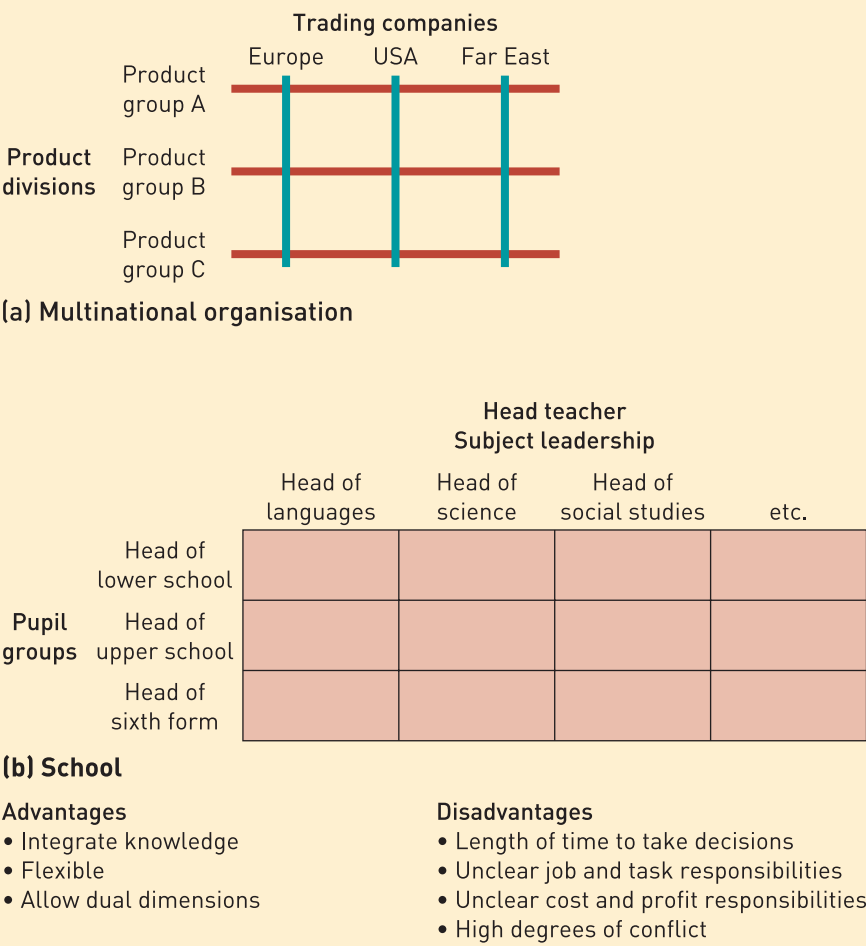 Trading companies
Europe USA Far East
Product
group A
Product
divisions
Product
group B
Product
group C
(a) Multinational organisation
Head teacher
Subject leadership
Head of
languages
Head of
science
Head of
social studies
etc.
Head of
lower school
Pupil
groups
Head of
upper school
Head of
sixth form
(b) School
Advantages
• Integrate knowledge
• Flexible
• Allow dual dimensions
Disadvantages
• Length of time to take decisions
• Unclear job and task responsibilities
• Unclear cost and profit responsibilities
• High degrees of conflict